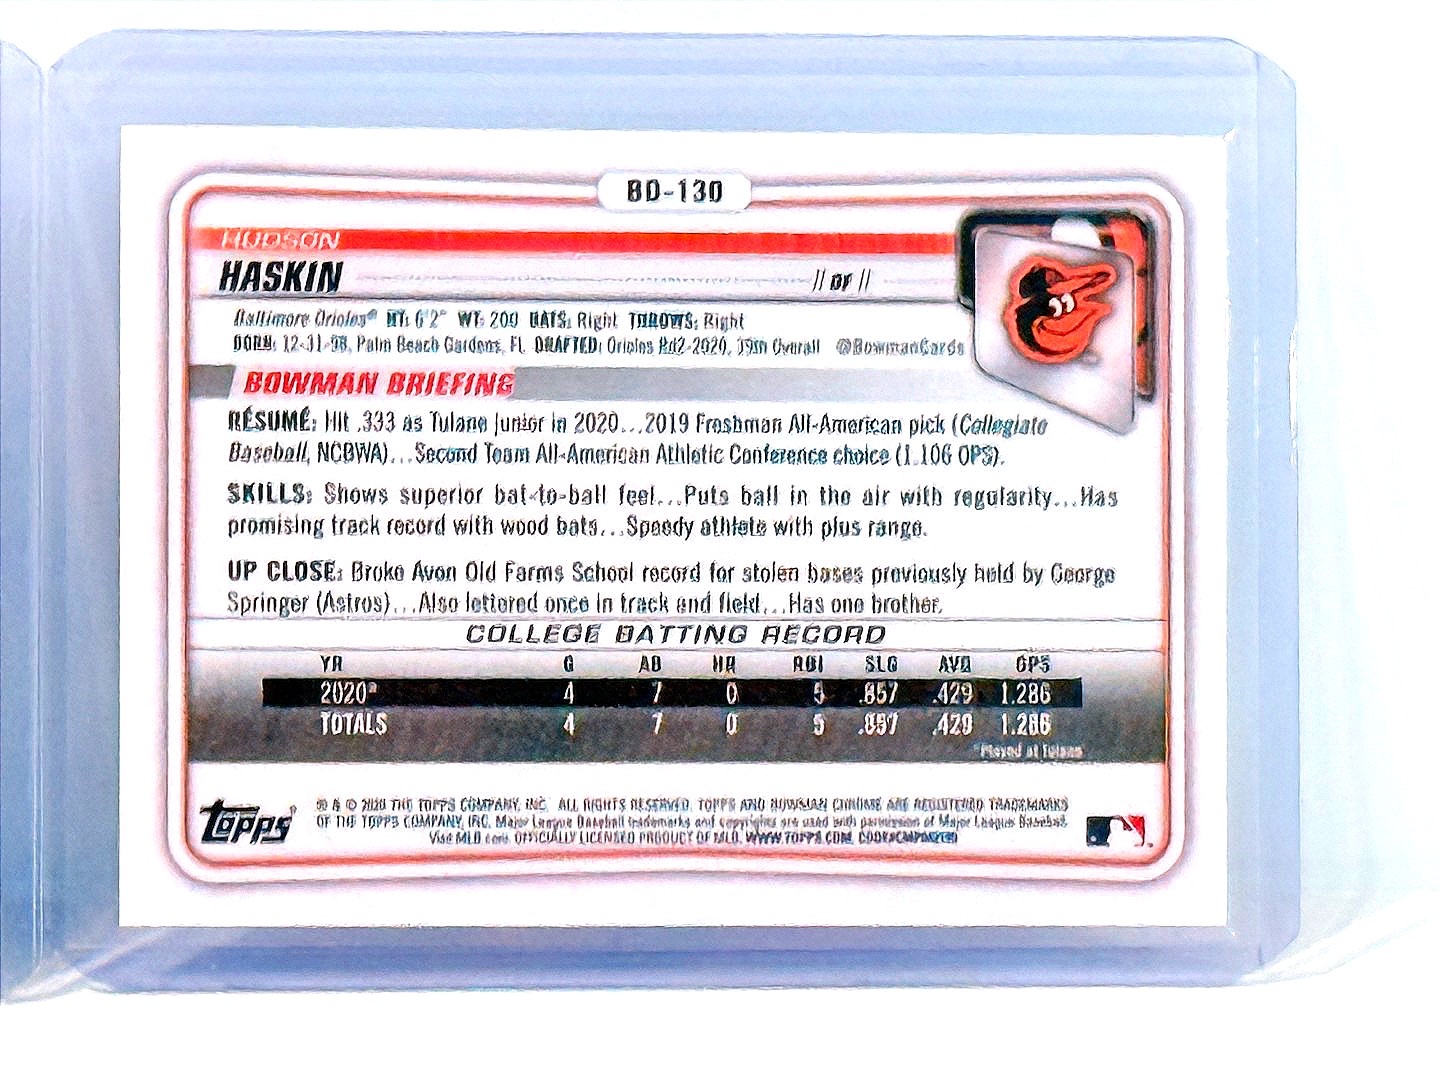 BD-130
HUDSON
HASKIN // OF //
Baltimore Orioles® HT: 6'2" WT: 200 BATS: Right THROWS: Right
BORN: 12-31-98, Palm Beach Gardens, FL DRAFTED: Orioles Rd2-2020, 39th Overall @BowmanCards
BOWMAN BRIEFING
RÉSUMÉ: Hit .333 as Tulane junior in 2020...2019 Freshman All-American pick (Collegiate
Baseball, NCBWA)...Second Team All-American Athletic Conference choice (1.106 OPS).
SKILLS: Shows superior bat-to-ball feel...Puts ball in the air with regularity...Has
promising track record with wood bats...Speedy athlete with plus range.
UP CLOSE: Broke Avon Old Farms School record for stolen bases previously held by George
Springer (Astros)...Also lettered once in track and field...Has one brother.
COLLEGE BATTING RECORD
YR G AB HR RBI SLG AVG OPS
2020* 4 7 0 5 .857 .429 1.286
TOTALS 4 7 0 5 .857 .429 1.286
*Played at Tulane
Topps
® & © 2020 THE TOPPS COMPANY, INC. ALL RIGHTS RESERVED. TOPPS AND BOWMAN CHROME ARE REGISTERED TRADEMARKS
OF THE TOPPS COMPANY, INC. Major League Baseball trademarks and copyrights are used with permission of Major League Baseball.
Visit MLB.com. OFFICIALLY LICENSED PRODUCT OF MLB. WWW.TOPPS.COM.